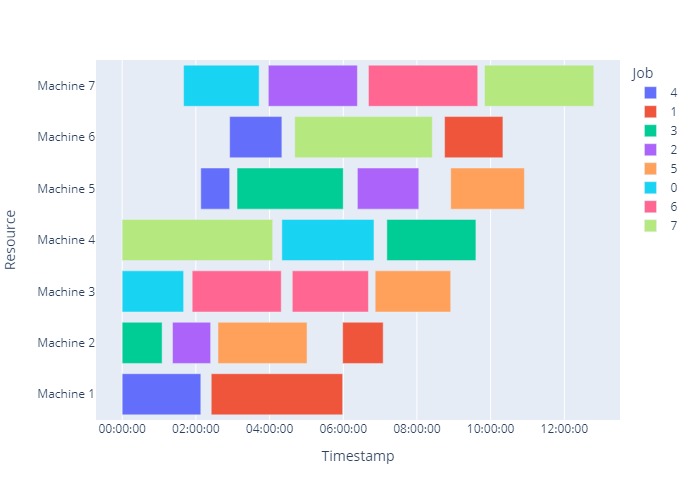 Job
4
1
3
2
5
0
6
7
Resource
Machine 7
Machine 6
Machine 5
Machine 4
Machine 3
Machine 2
Machine 1
00:00:00 02:00:00 04:00:00 06:00:00 08:00:00 10:00:00 12:00:00
Timestamp